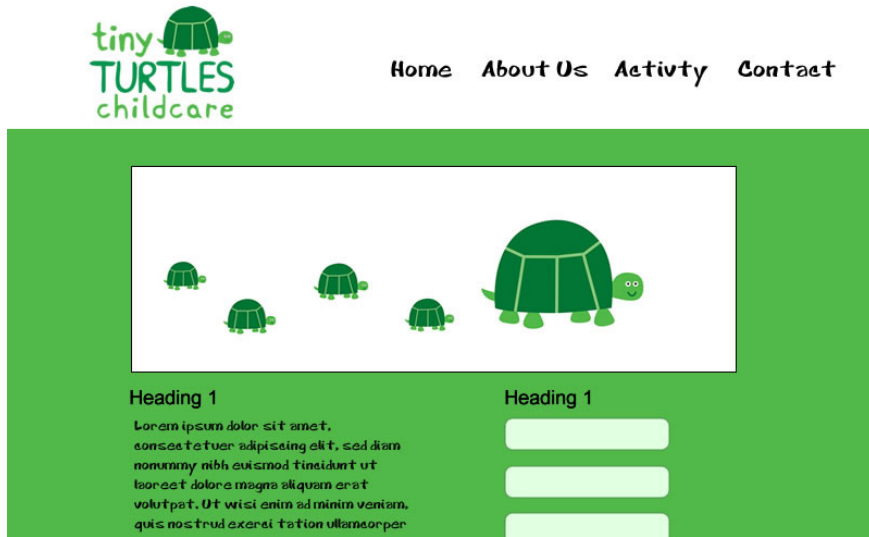 tiny
TURTLES
childcare
Home About Us Activty Contact
Heading 1
Lorem ipsum dolor sit amet,
consectetuer adipiscing elit, sed diam
nonummy nibh euismod tincidunt ut
laoreet dolore magna aliquam erat
volutpat. Ut wisi enim ad minim veniam,
quis nostrud exerci tation ullamcorper
Heading 1